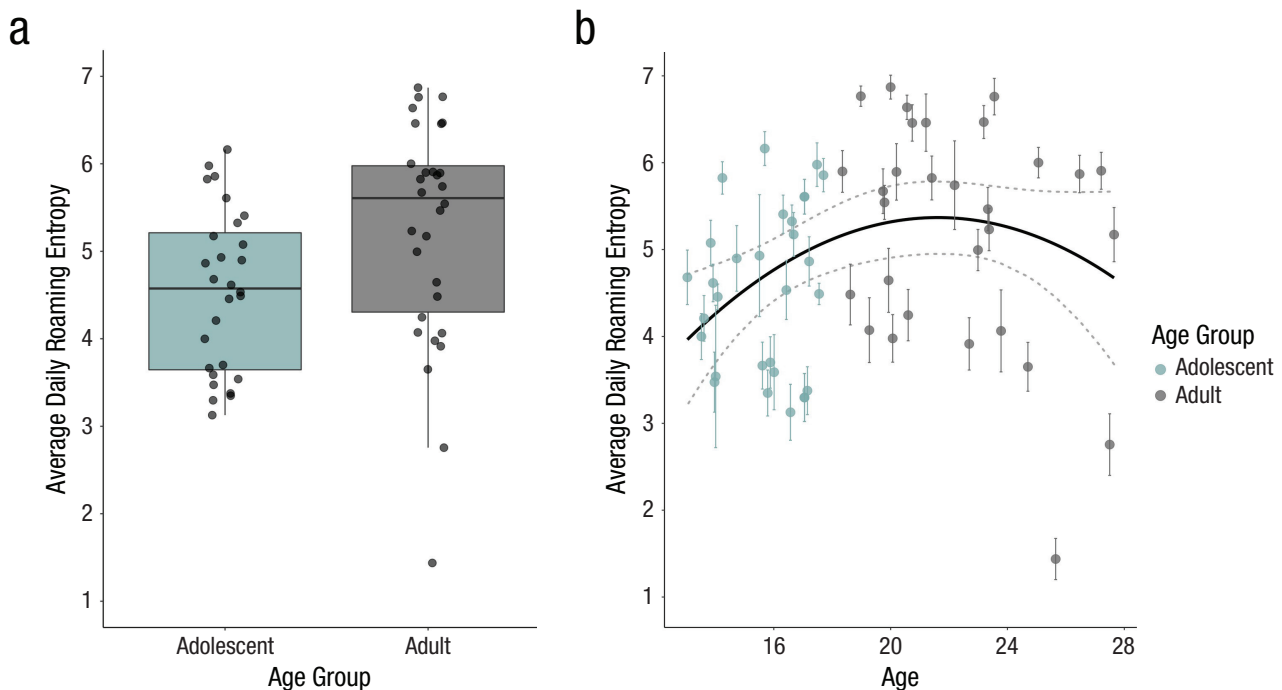 a
7
6
5
4
3
2
1
Average Daily Roaming Entropy
Adolescent
Adult
Age Group
b
7
6
5
4
3
2
1
Average Daily Roaming Entropy
16
20
24
28
Age
Age Group
Adolescent
Adult